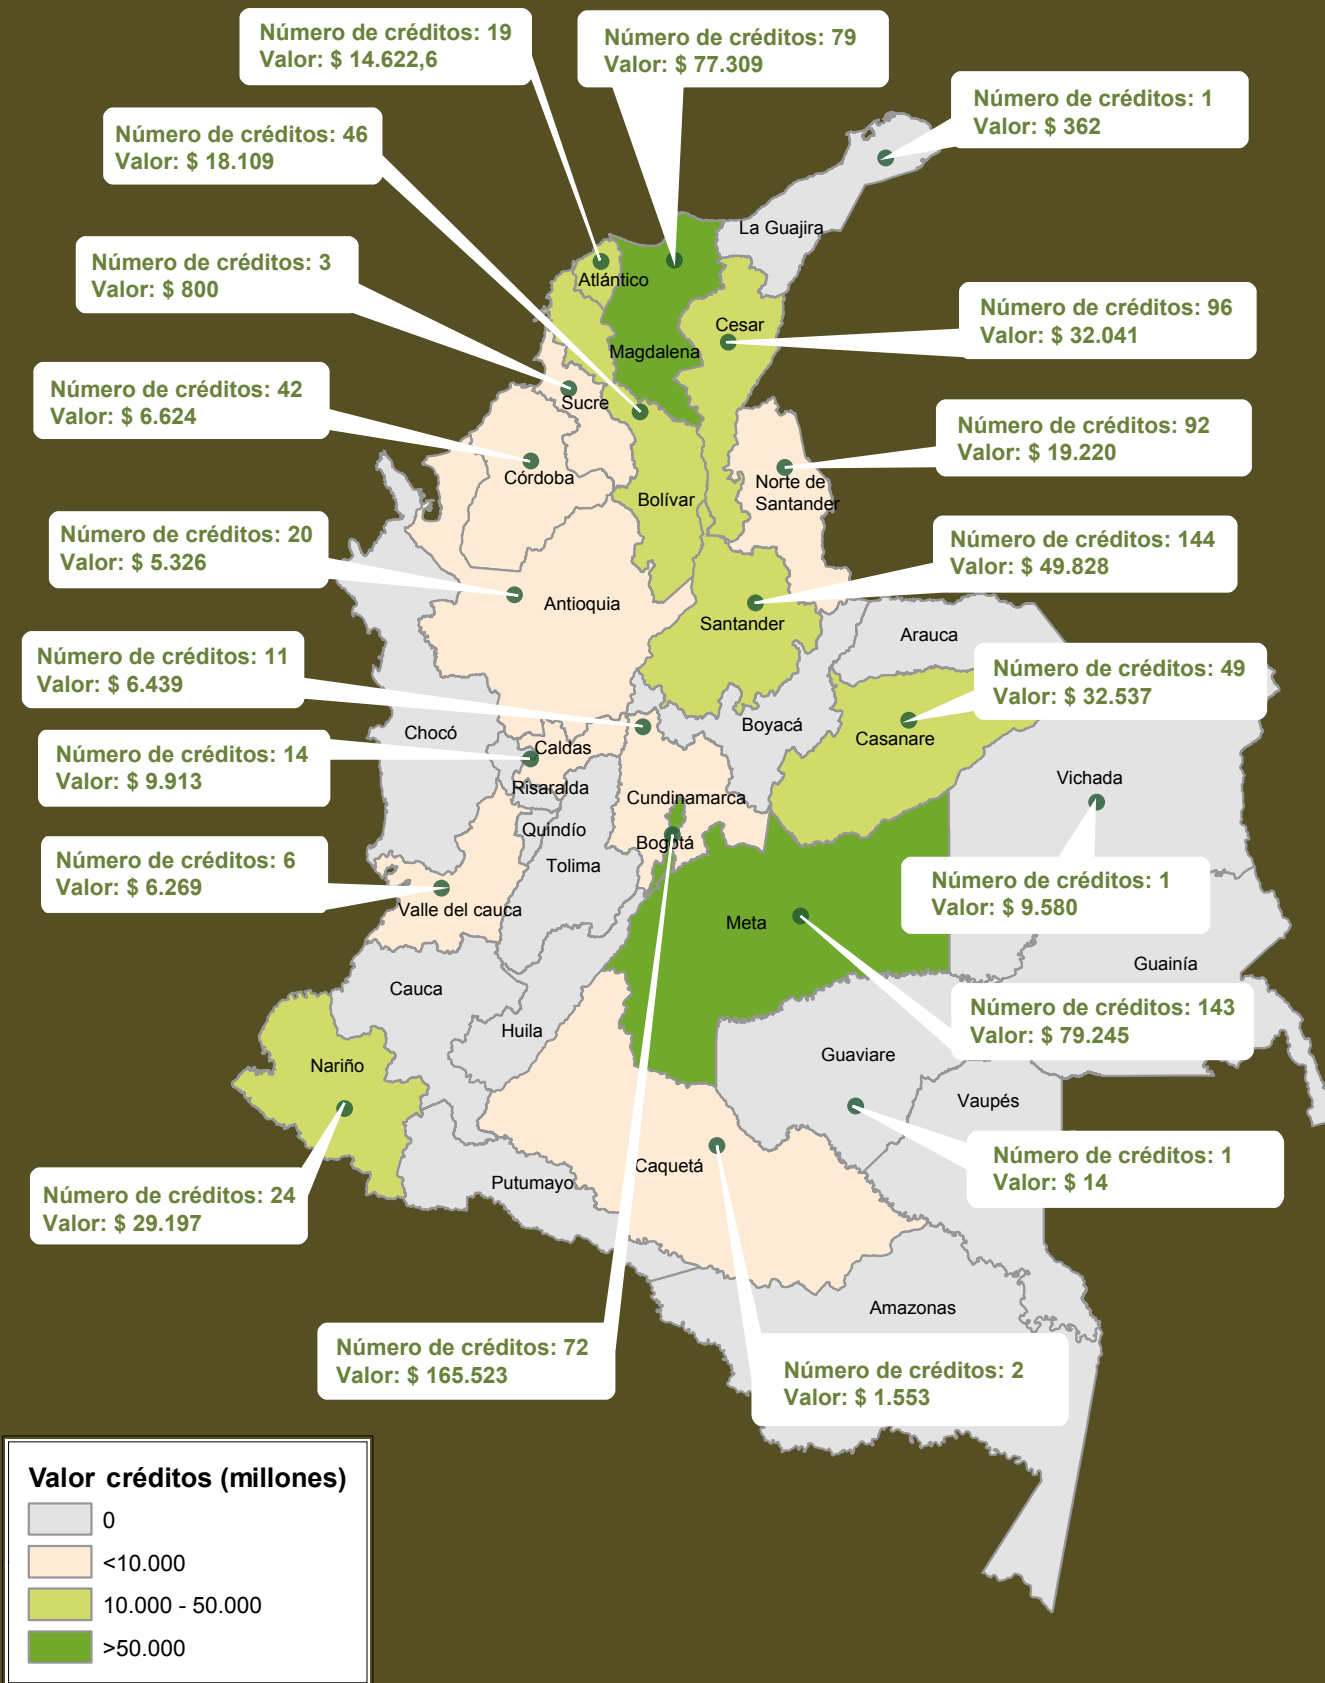 Número de créditos: 19
Valor: $ 14.622,6
Número de créditos: 79
Valor: $ 77.309
Número de créditos: 1
Valor: $ 362
Número de créditos: 46
Valor: $ 18.109
La Guajira
Número de créditos: 3
Valor: $ 800
Atlántico
Número de créditos: 96
Valor: $ 32.041
Cesar
Magdalena
Número de créditos: 42
Valor: $ 6.624
Sucre
Número de créditos: 92
Valor: $ 19.220
Córdoba
Norte de
Santander
Bolívar
Número de créditos: 20
Valor: $ 5.326
Número de créditos: 144
Valor: $ 49.828
Antioquia
Santander
Arauca
Número de créditos: 11
Valor: $ 6.439
Número de créditos: 49
Valor: $ 32.537
Chocó
Boyacá
Casanare
Caldas
Número de créditos: 14
Valor: $ 9.913
Vichada
Risaralda
Cundinamarca
Quindío
Bogotá
Número de créditos: 6
Valor: $ 6.269
Tolima
Número de créditos: 1
Valor: $ 9.580
Valle del cauca
Meta
Guainía
Cauca
Número de créditos: 143
Valor: $ 79.245
Huila
Guaviare
Nariño
Vaupés
Número de créditos: 1
Valor: $ 14
Caquetá
Putumayo
Número de créditos: 24
Valor: $ 29.197
Amazonas
Número de créditos: 72
Valor: $ 165.523
Número de créditos: 2
Valor: $ 1.553
Valor créditos (millones)
0
<10.000
10.000 - 50.000
>50.000